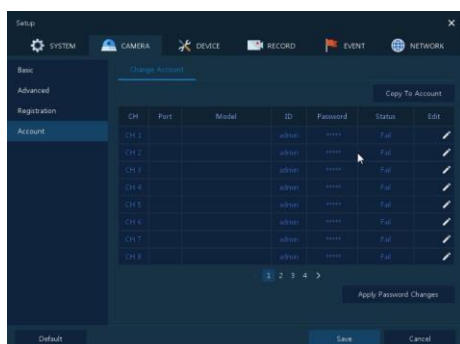 Setup
SYSTEM CAMERA DEVICE RECORD EVENT NETWORK
Basic
Advanced
Registration
Account
Change Account
Copy To Account
CH Port Model ID Password Status Edit
CH 1 admin ***** Fail
CH 2 admin ***** Fail
CH 3 admin ***** Fail
CH 4 admin ***** Fail
CH 5 admin ***** Fail
CH 6 admin ***** Fail
CH 7 admin ***** Fail
CH 8 admin ***** Fail
1 2 3 4 >
Apply Password Changes
Default Save Cancel